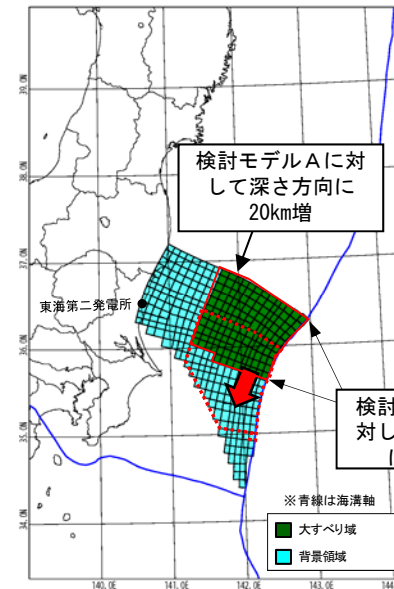 39.0N
38.0N
検討モデルAに対
して深さ方向に
20km増
37.0N
東海第二発電所
36.0N
検討
対し
35.0N
※青線は海溝軸
大すべり域
34.0N
背景領域
140.0E
141.0E
142.0E
143.0E
144.